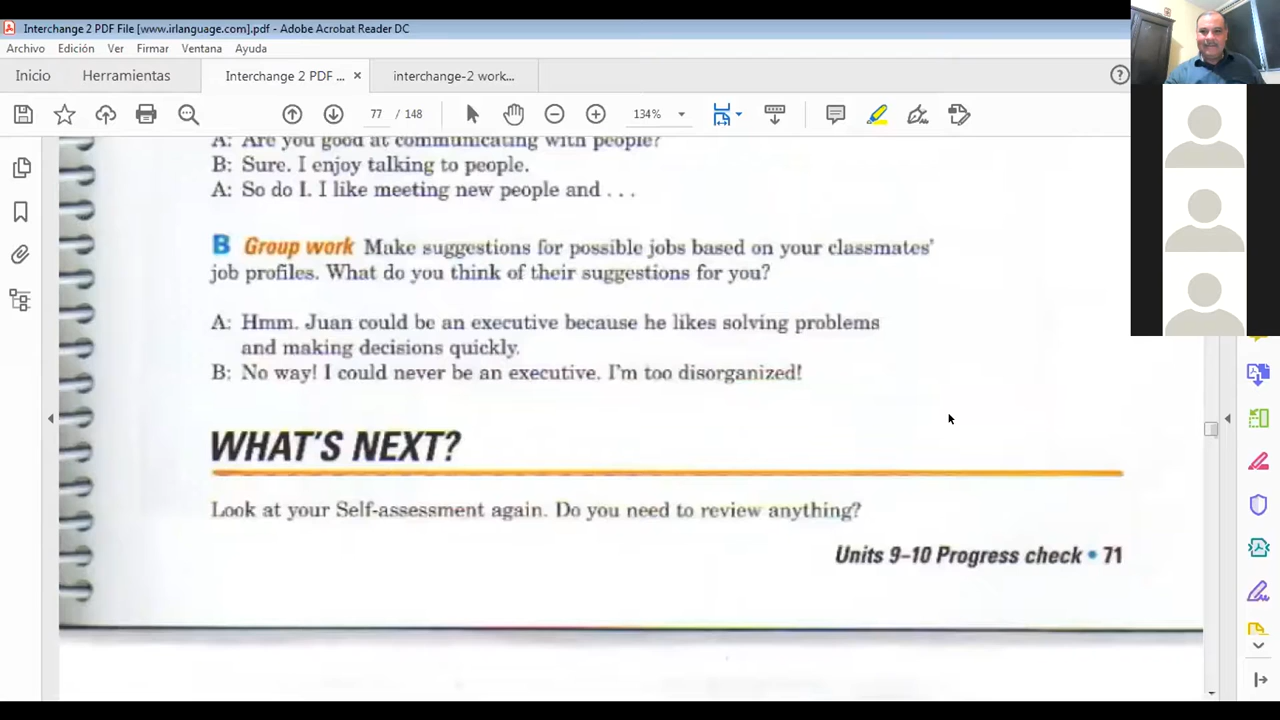 Interchange 2 PDF File [www.irlanguage.com].pdf - Adobe Acrobat Reader DC
Archivo Edición Ver Firmar Ventana Ayuda
Inicio Herramientas Interchange 2 PDF ... × interchange-2 work...
77 / 148 134%
A: Are you good at communicating with people?
B: Sure. I enjoy talking to people.
A: So do I. I like meeting new people and . . .
B Group work Make suggestions for possible jobs based on your classmates'
job profiles. What do you think of their suggestions for you?
A: Hmm. Juan could be an executive because he likes solving problems
and making decisions quickly.
B: No way! I could never be an executive. I'm too disorganized!
WHAT'S NEXT?
Look at your Self-assessment again. Do you need to review anything?
Units 9–10 Progress check • 71